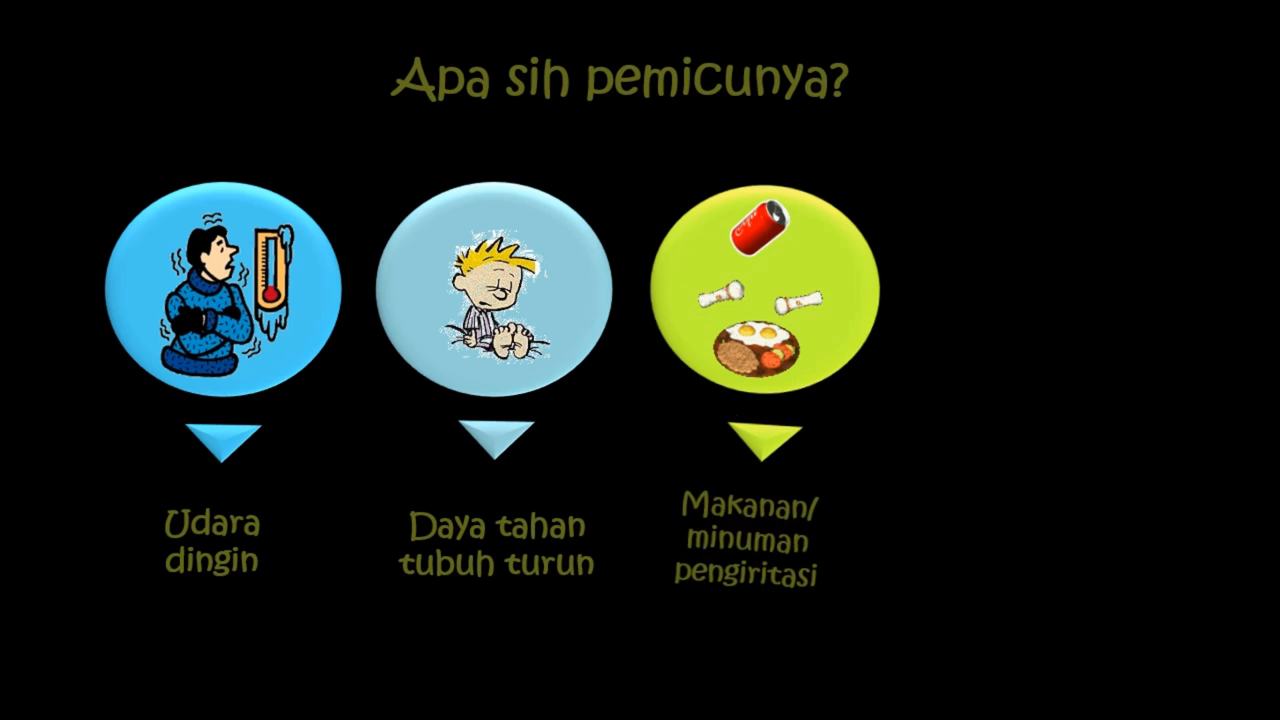 Apa sih pemicunya?
Udara
dingin
Daya tahan
tubuh turun
Makanan/
minuman
pengiritasi